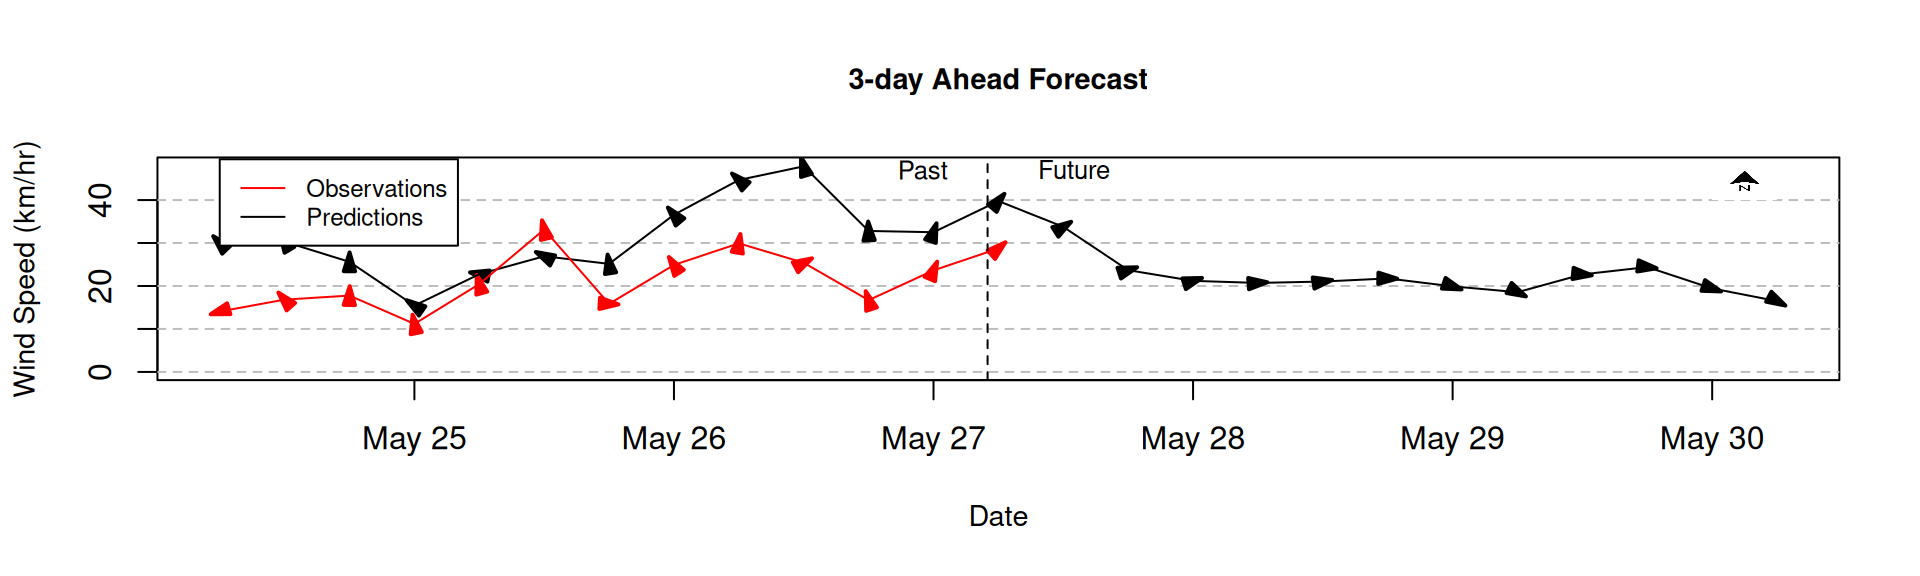 3-day Ahead Forecast
Wind Speed (km/hr)
40
20
0
Observations
Predictions
Past
Future
N
May 25
May 26
May 27
May 28
May 29
May 30
Date